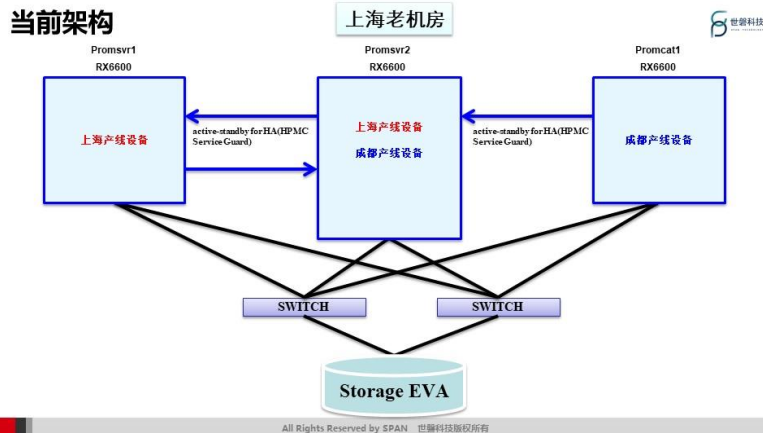 当前架构
上海老机房
世磐科技
Promsvr1
RX6600
Promsvr2
RX6600
Promcat1
RX6600
上海产线设备
active-standby for HA(HPMC
ServiceGuard)
上海产线设备
成都产线设备
active-standby for HA(HPMC
ServiceGuard)
成都产线设备
SWITCH
SWITCH
Storage EVA
All Rights Reserved by SPAN 世磐科技版权所有